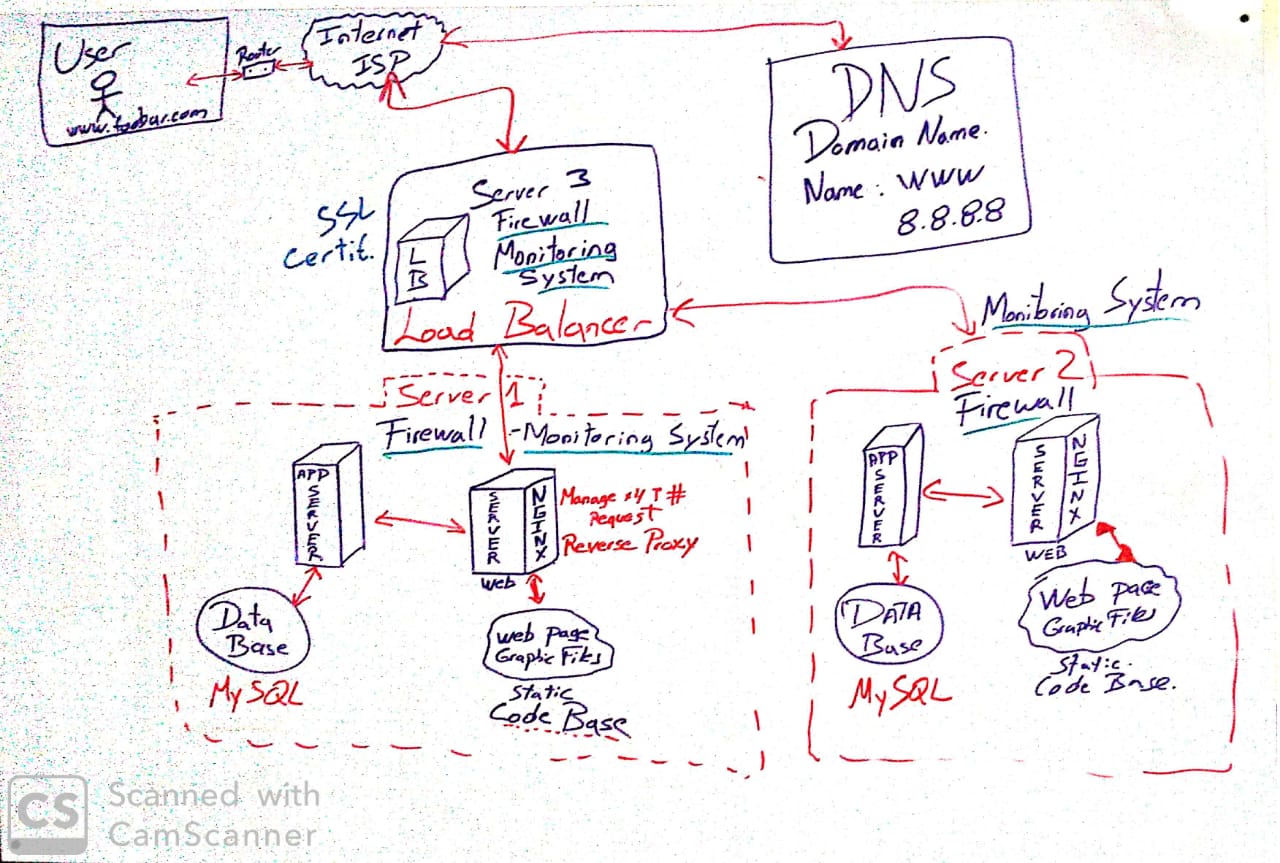 User
www.foobar.com
Router
Internet
ISP
DNS
Domain Name.
Name: WWW
8.8.8.8
SSL
Certif.
Server 3
Firewall
Monitoring
System
L
B
Load Balancer
Monitoring System
Server 1
Firewall - Monitoring System
APP
SERVER
SERVER
NGINX
Web
Manage
Request
Reverse Proxy
Data
Base
MySQL
Web Page
Graphic Files
Static
Code Base
Server 2
Firewall
APP
SERVER
SERVER
NGINX
WEB
DATA
Base
MySQL
Web Page
Graphic Files
Static.
Code Base.
CS
Scanned with
CamScanner